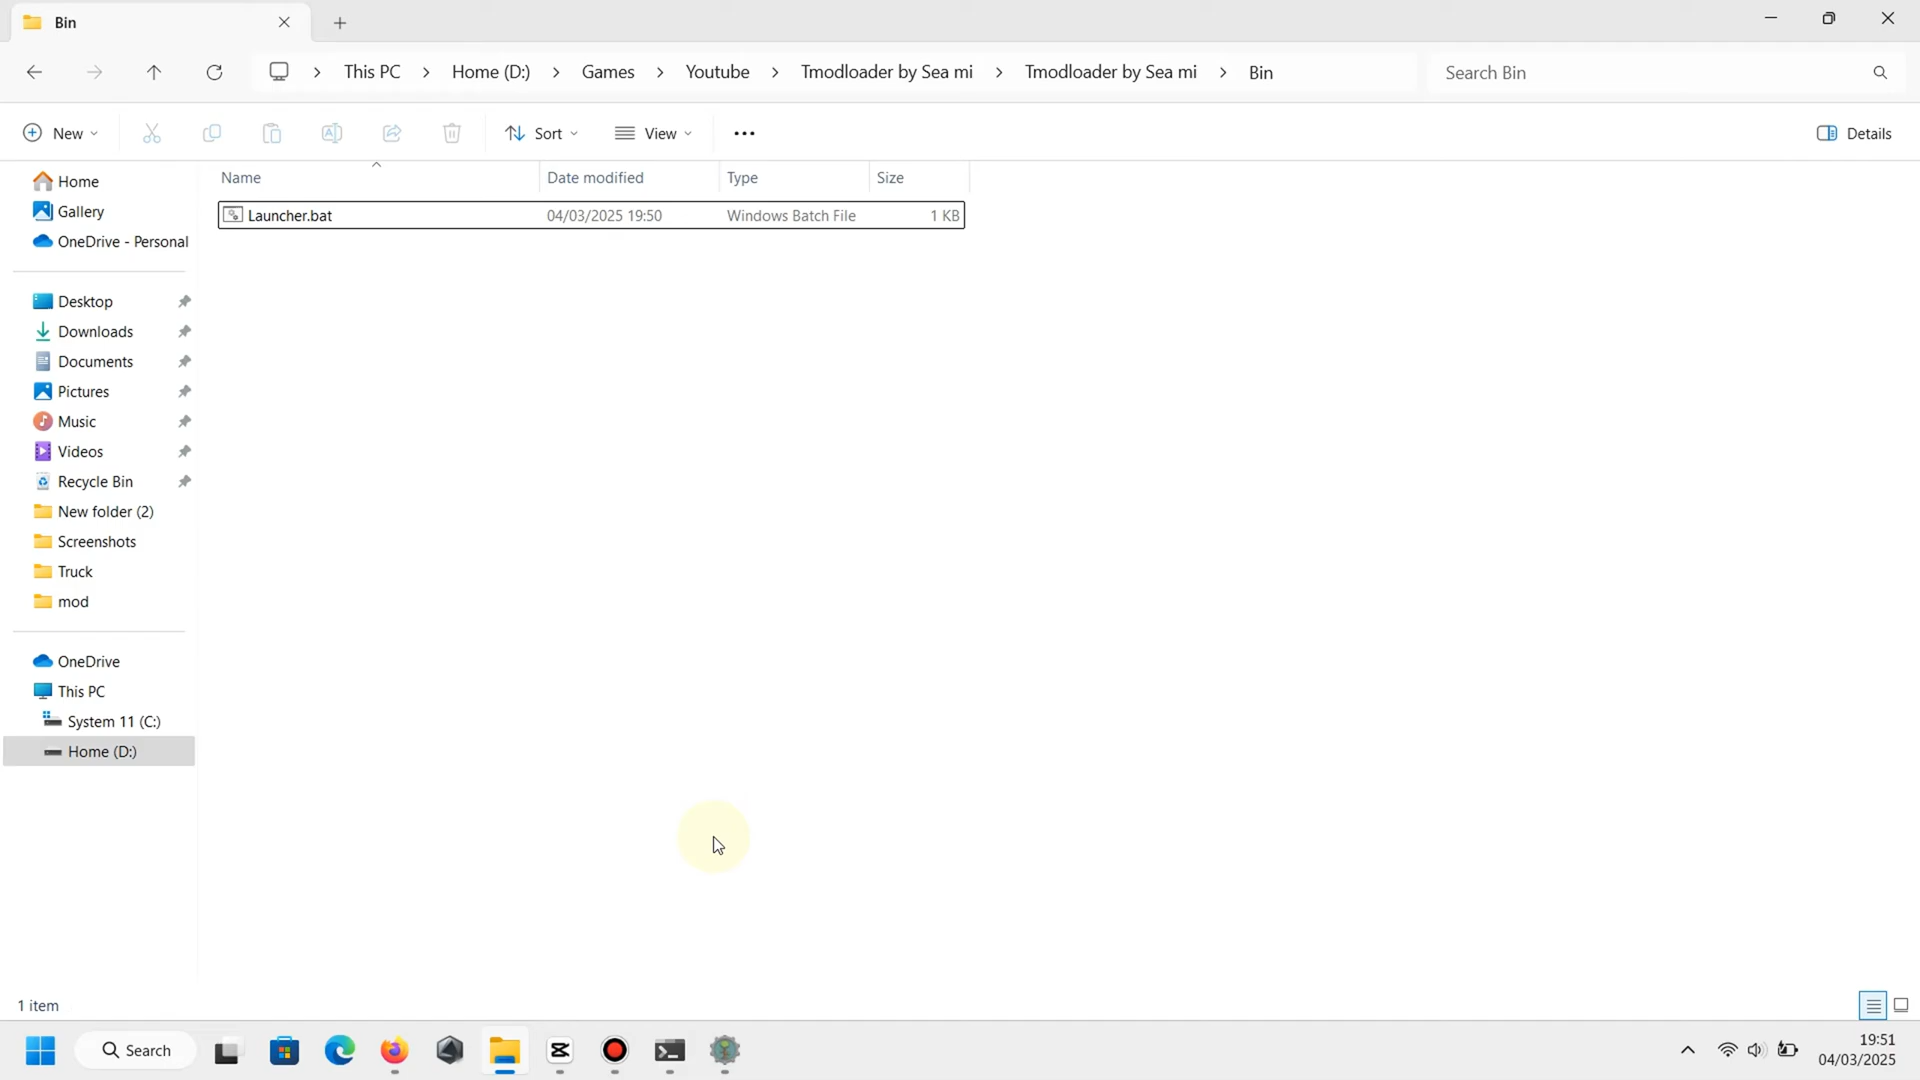 Bin
This PC > Home (D:) > Games > Youtube > Tmodloader by Sea mi > Tmodloader by Sea mi > Bin
Search Bin
New
Sort
View
Details
Name Date modified Type Size
Launcher.bat 04/03/2025 19:50 Windows Batch File 1 KB
Home
Gallery
OneDrive - Personal
Desktop
Downloads
Documents
Pictures
Music
Videos
Recycle Bin
New folder (2)
Screenshots
Truck
mod
OneDrive
This PC
System 11 (C:)
Home (D:)
1 item
Search
19:51
04/03/2025